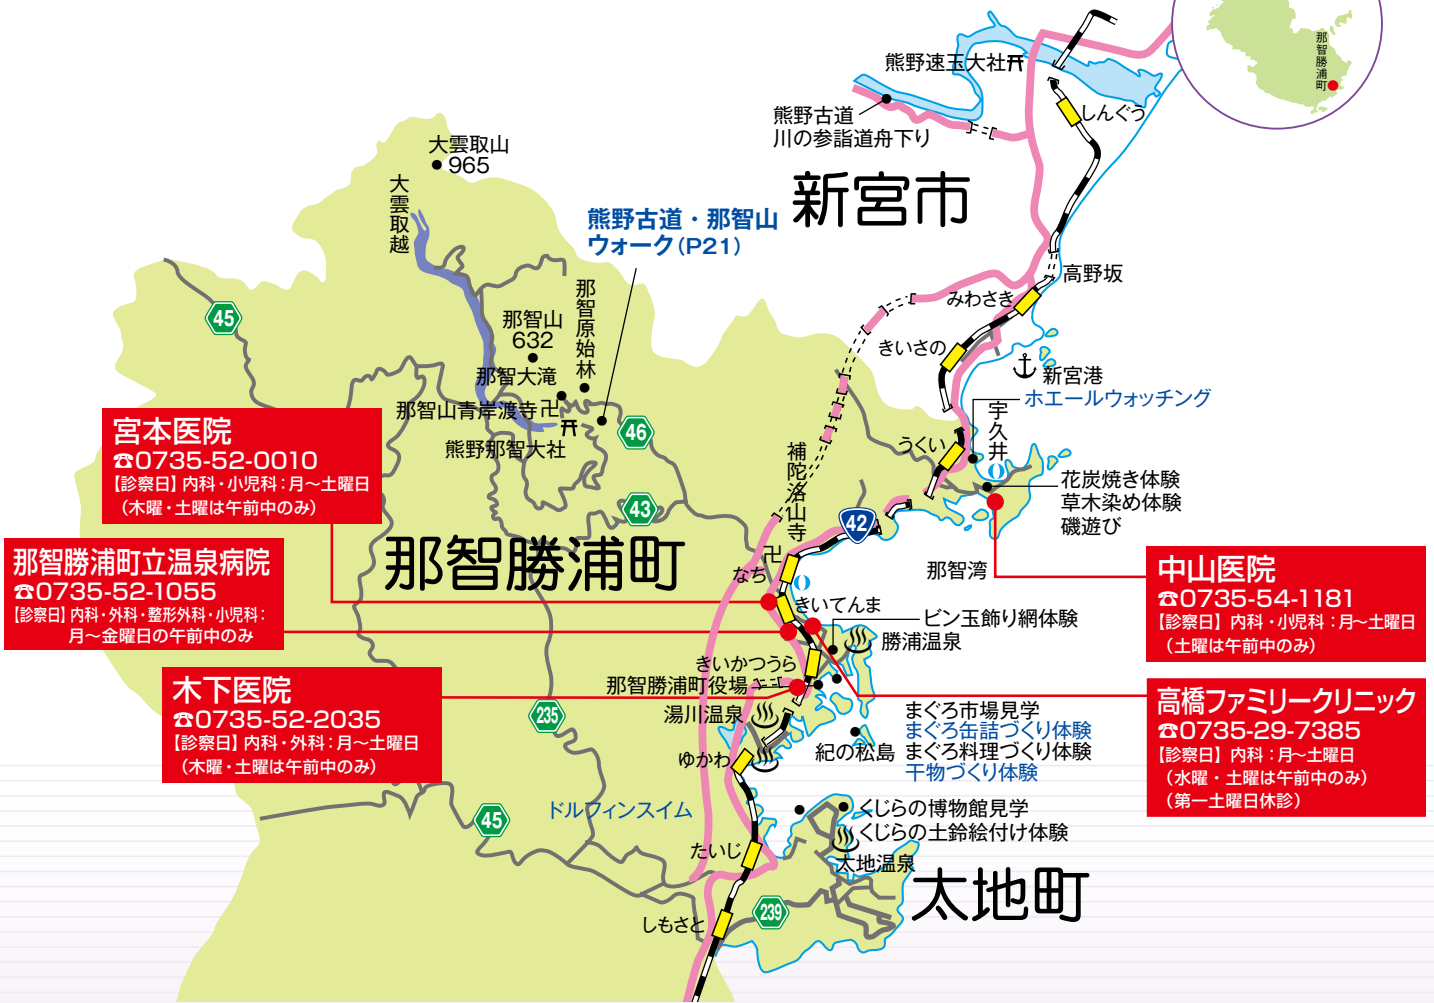 那智勝浦町
熊野速玉大社
しんぐう
熊野古道
川の参詣道舟下り
新宮市
大雲取山
965
大雲取越
熊野古道・那智山
ウォーク(P21)
高野坂
みわさき
那智原始林
45
那智山
632
きいさの
新宮港
ホエールウォッチング
那智大滝
那智山青岸渡寺
熊野那智大社
46
宇久井
うくい
補陀洛山寺
宮本医院
☎0735-52-0010
【診察日】内科・小児科：月〜土曜日
（木曜・土曜は午前中のみ）
花炭焼き体験
草木染め体験
磯遊び
43
42
那智勝浦町
那智湾
なち
那智勝浦町立温泉病院
☎0735-52-1055
【診察日】内科・外科・整形外科・小児科：
月〜金曜日の午前中のみ
中山医院
☎0735-54-1181
【診察日】内科・小児科：月〜土曜日
（土曜は午前中のみ）
きいてんま
ビン玉飾り網体験
勝浦温泉
きいかつうら
那智勝浦町役場
木下医院
☎0735-52-2035
【診察日】内科・外科：月〜土曜日
（木曜・土曜は午前中のみ）
高橋ファミリークリニック
☎0735-29-7385
【診察日】内科：月〜土曜日
（水曜・土曜は午前中のみ）
（第一土曜日休診）
235
湯川温泉
まぐろ市場見学
まぐろ缶詰づくり体験
まぐろ料理づくり体験
干物づくり体験
紀の松島
ゆかわ
ドルフィンスイム
くじらの博物館見学
くじらの土鈴絵付け体験
45
たいじ
太地温泉
太地町
239
しもさと